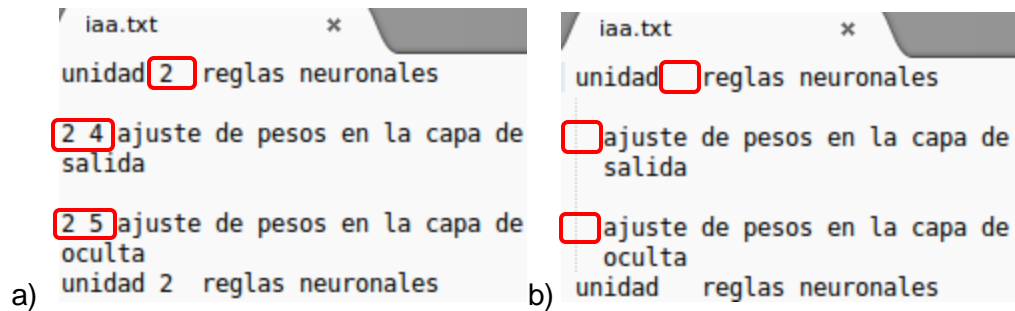 iaa.txt ×
unidad 2 reglas neuronales
2 4 ajuste de pesos en la capa de
salida
2 5 ajuste de pesos en la capa de
oculta
unidad 2 reglas neuronales
a)
iaa.txt ×
unidad reglas neuronales
ajuste de pesos en la capa de
salida
ajuste de pesos en la capa de
oculta
unidad reglas neuronales
b)